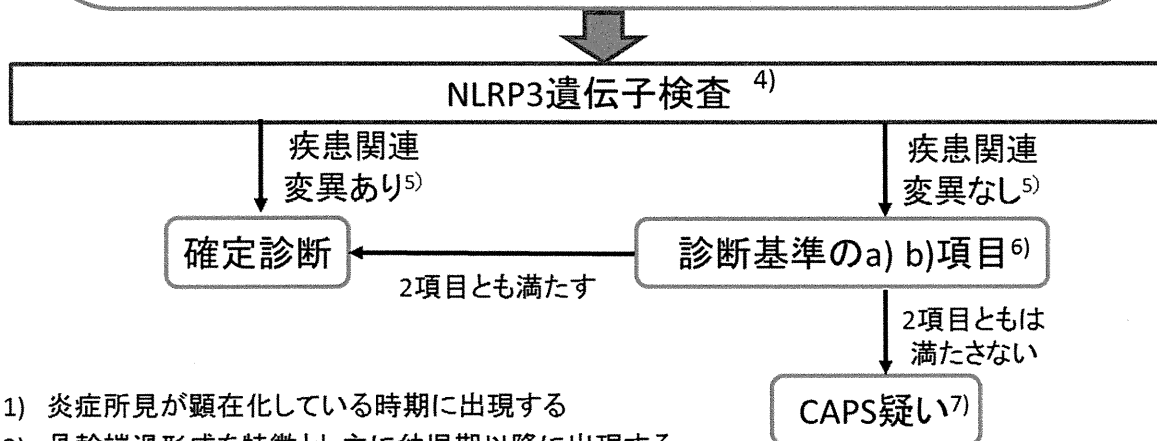 NLRP3遺伝子検査 4)
疾患関連
変異あり5)
疾患関連
変異なし5)
確定診断
診断基準のa) b)項目6)
2項目とも満たす
2項目ともは
満たさない
1) 炎症所見が顕在化している時期に出現する
CAPS疑い7)